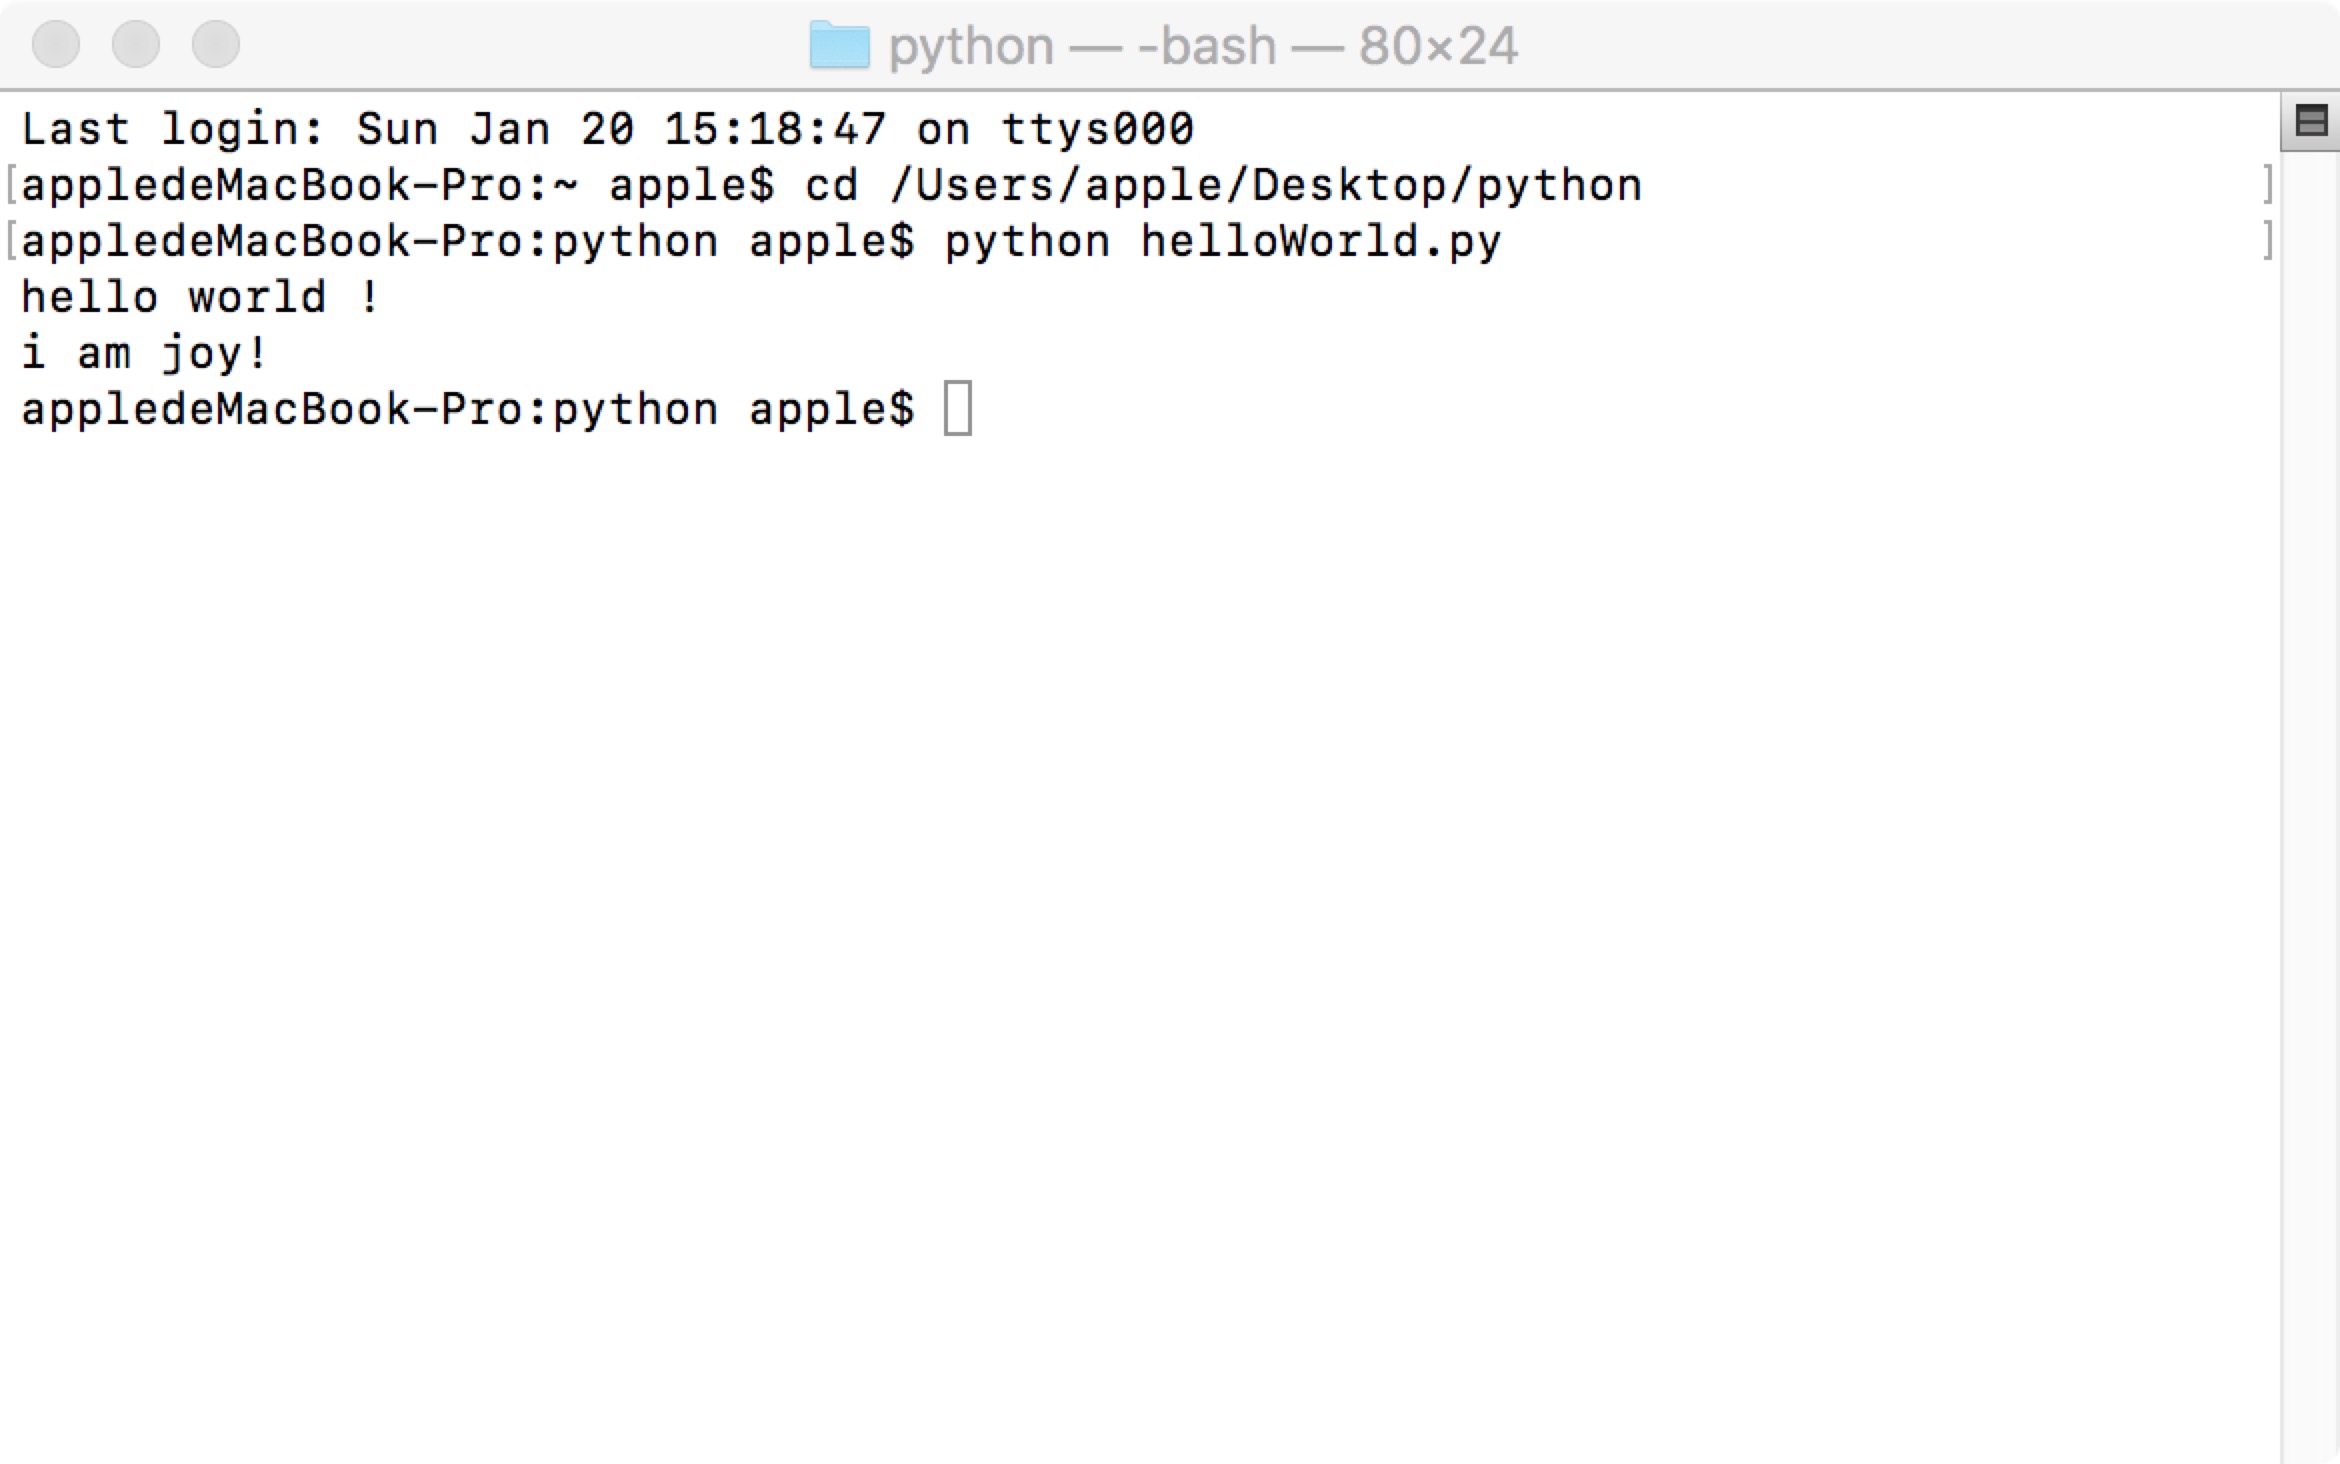 python — -bash — 80×24
Last login: Sun Jan 20 15:18:47 on ttys000
[appledeMacBook-Pro:~ apple$ cd /Users/apple/Desktop/python ]
[appledeMacBook-Pro:python apple$ python helloWorld.py ]
hello world !
i am joy!
appledeMacBook-Pro:python apple$